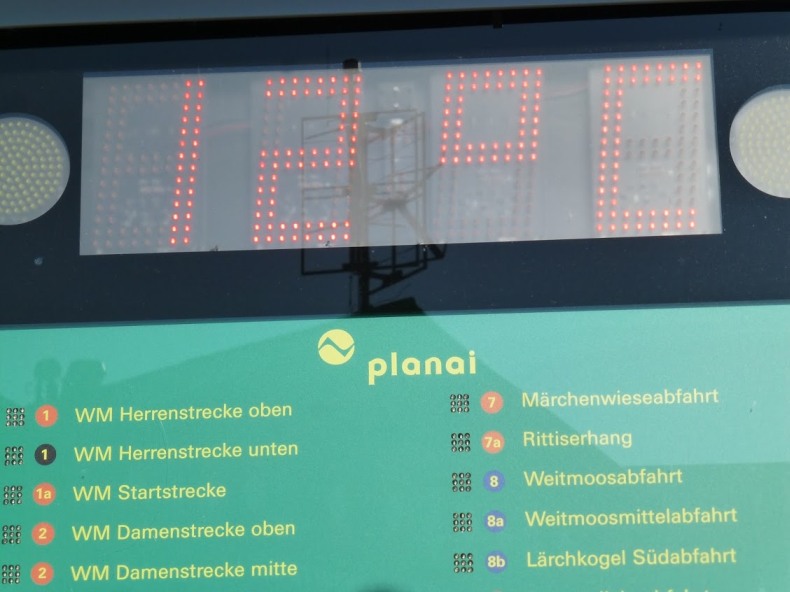 12°C
planai
1 WM Herrenstrecke oben
1 WM Herrenstrecke unten
1a WM Startstrecke
2 WM Damenstrecke oben
2 WM Damenstrecke mitte
7 Märchenwieseabfahrt
7a Rittiserhang
8 Weitmoosabfahrt
8a Weitmoosmittelabfahrt
8b Lärchkogel Südabfahrt